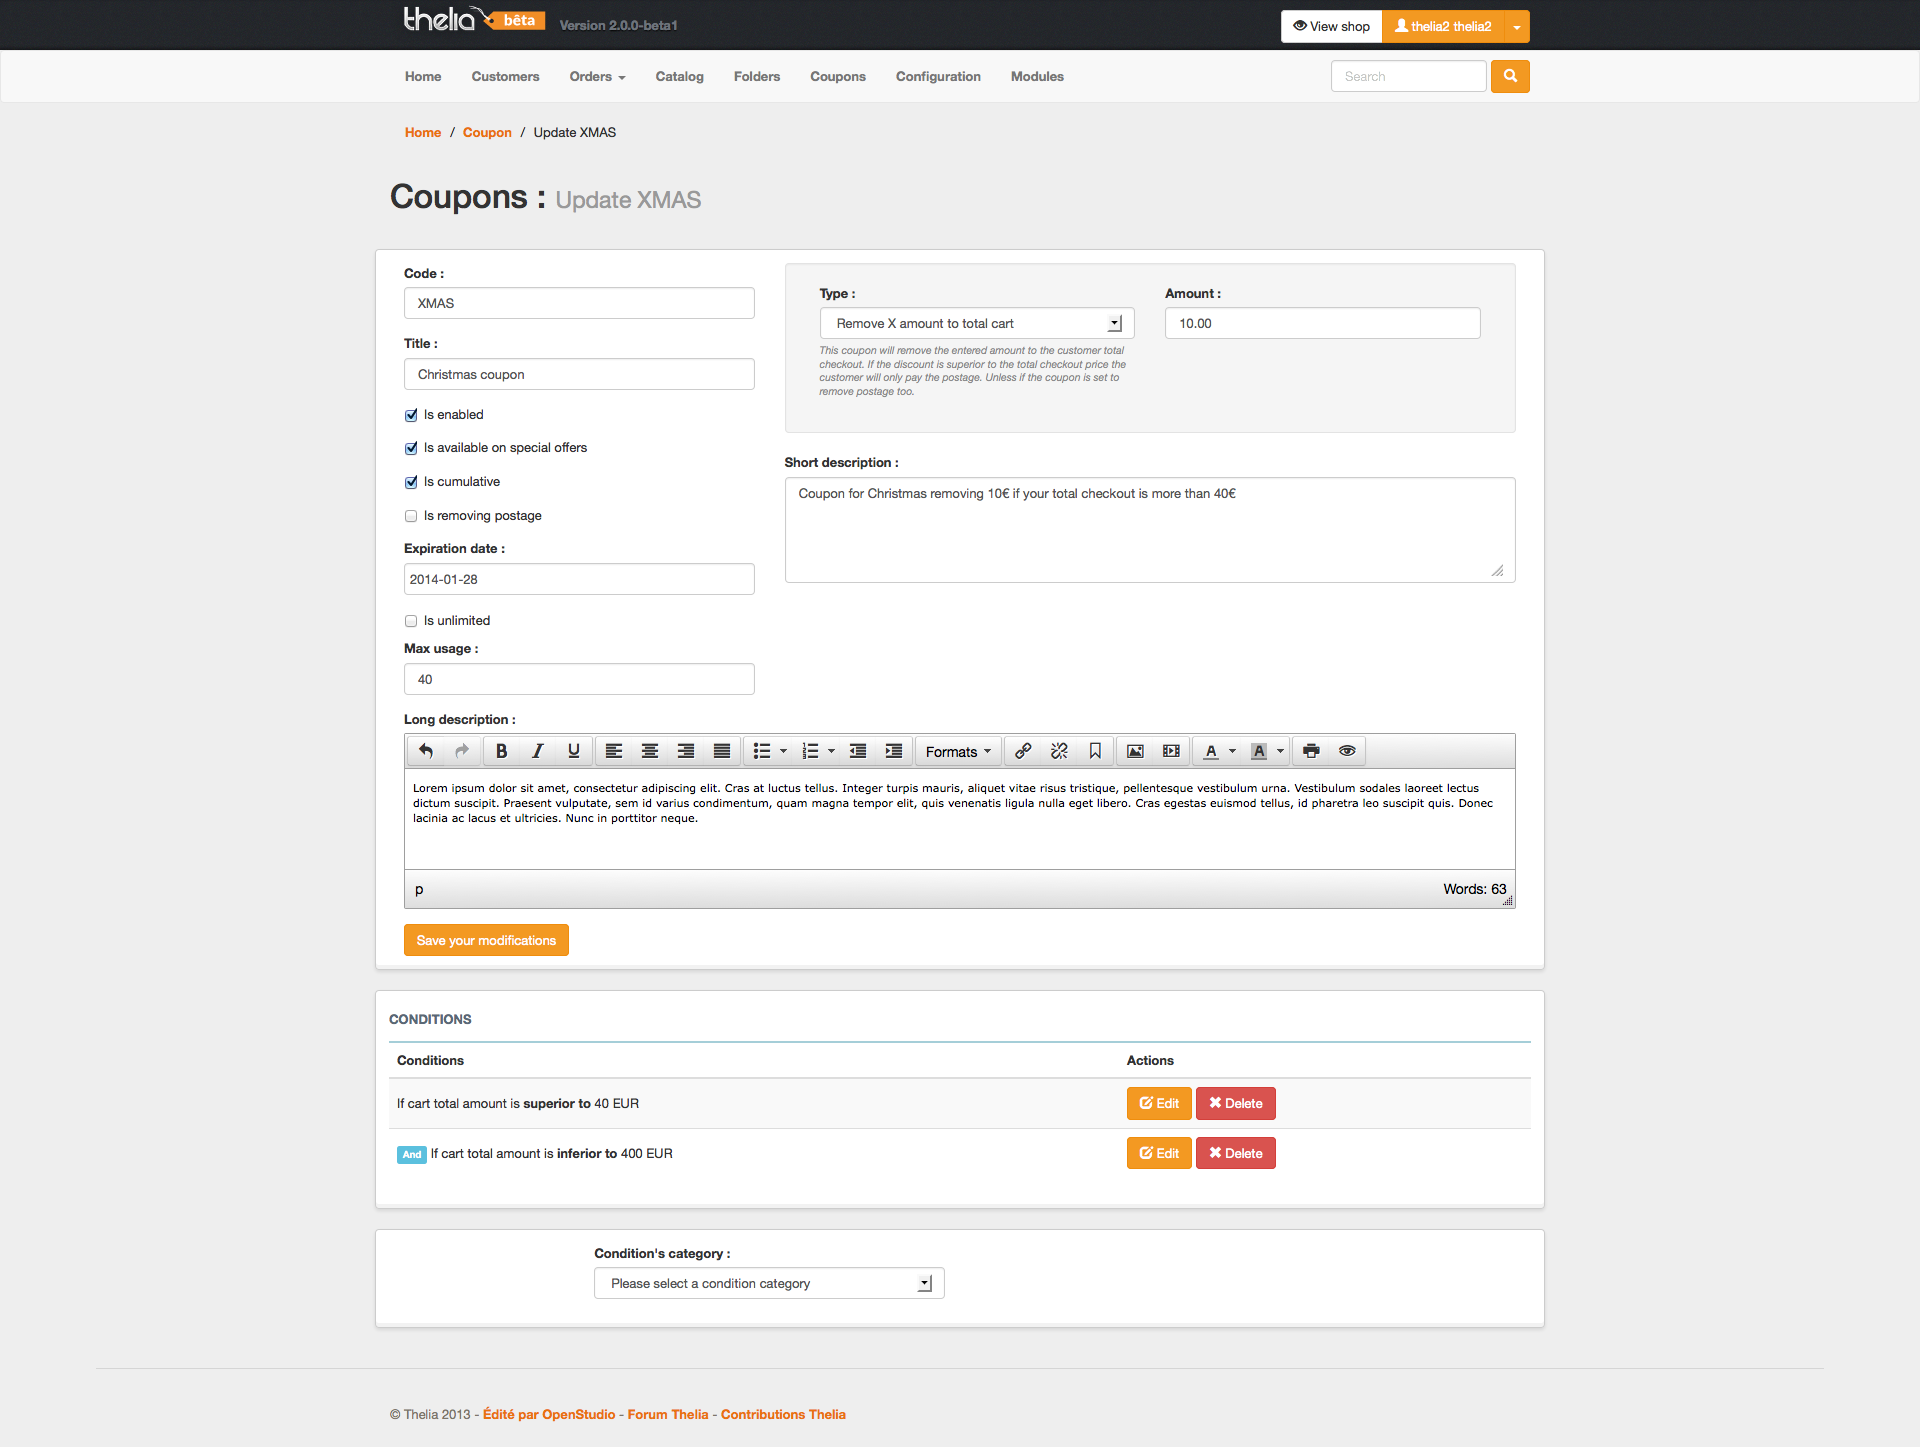 thelia bêta Version 2.0.0-beta1
View shop thelia2 thelia2
Home Customers Orders Catalog Folders Coupons Configuration Modules Search
Home / Coupon / Update XMAS
Coupons : Update XMAS
Code :
XMAS
Title :
Christmas coupon
Is enabled
Is available on special offers
Is cumulative
Is removing postage
Expiration date :
2014-01-28
Is unlimited
Max usage :
40
Type :
Remove X amount to total cart
This coupon will remove the entered amount to the customer total
checkout. If the discount is superior to the total checkout price the
customer will only pay the postage. Unless if the coupon is set to
remove postage too.
Amount :
10.00
Short description :
Coupon for Christmas removing 10€ if your total checkout is more than 40€
Long description :
B I U Formats A A
Lorem ipsum dolor sit amet, consectetur adipiscing elit. Cras at luctus tellus. Integer turpis mauris, aliquet vitae risus tristique, pellentesque vestibulum urna. Vestibulum sodales laoreet lectus
dictum suscipit. Praesent vulputate, sem id varius condimentum, quam magna tempor elit, quis venenatis ligula nulla eget libero. Cras egestas euismod tellus, id pharetra leo suscipit quis. Donec
lacinia ac lacus et ultricies. Nunc in porttitor neque.
p Words: 63
Save your modifications
CONDITIONS
Conditions Actions
If cart total amount is superior to 40 EUR Edit Delete
And If cart total amount is inferior to 400 EUR Edit Delete
Condition's category :
Please select a condition category
© Thelia 2013 - Édité par OpenStudio - Forum Thelia - Contributions Thelia